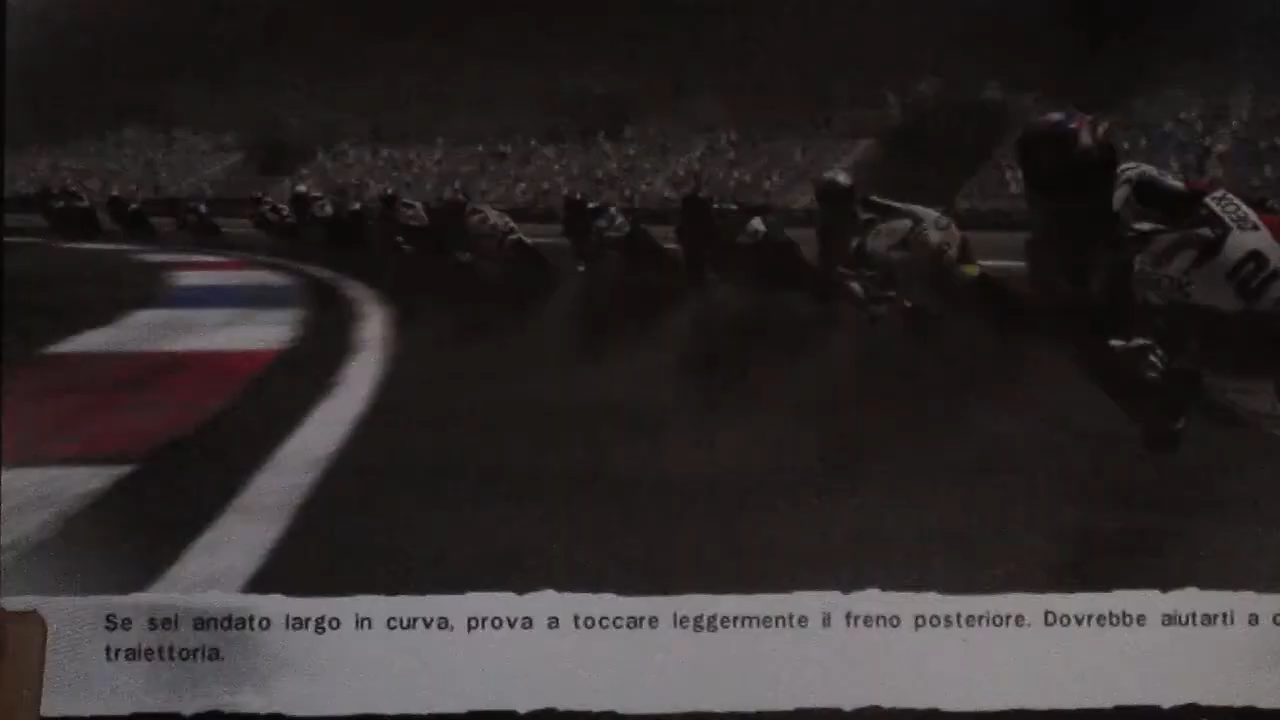 Se sei andato largo in curva, prova a toccare leggermente il freno posteriore. Dovrebbe aiutarti a
traiettoria.